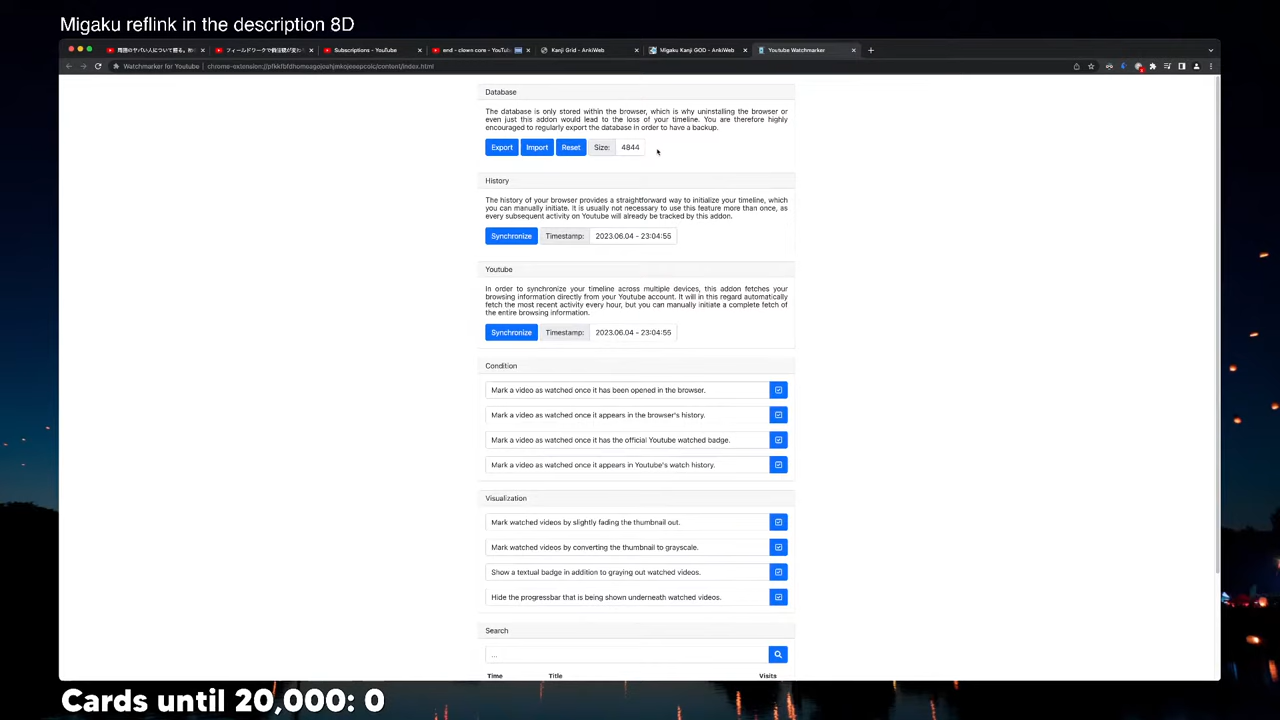 Migaku reflink in the description 8D
Subscriptions - YouTube
end - clown core - YouTu
Kanji Grid - AnkiWeb
Migaku Kanji GOD - AnkiWeb
Youtube Watchmarker
Watchmarker for Youtube
Database
The database is only stored within the browser, which is why uninstalling the browser or
even just this addon would lead to the loss of your timeline. You are therefore highly
encouraged to regularly export the database in order to have a backup.
Export Import Reset Size: 4844
History
The history of your browser provides a straightforward way to initialize your timeline, which
you can manually initiate. It is usually not necessary to use this feature more than once, as
every subsequent activity on Youtube will already be tracked by this addon.
Synchronize Timestamp: 2023.06.04 - 23:04:55
Youtube
In order to synchronize your timeline across multiple devices, this addon fetches your
browsing information directly from your Youtube account. It will in this regard automatically
fetch the most recent activity every hour, but you can manually initiate a complete fetch of
the entire browsing information.
Synchronize Timestamp: 2023.06.04 - 23:04:55
Condition
Mark a video as watched once it has been opened in the browser.
Mark a video as watched once it appears in the browser's history.
Mark a video as watched once it has the official Youtube watched badge.
Mark a video as watched once it appears in Youtube's watch history.
Visualization
Mark watched videos by slightly fading the thumbnail out.
Mark watched videos by converting the thumbnail to grayscale.
Show a textual badge in addition to graying out watched videos.
Hide the progressbar that is being shown underneath watched videos.
Search
...
Time Title Visits
Cards until 20,000: 0